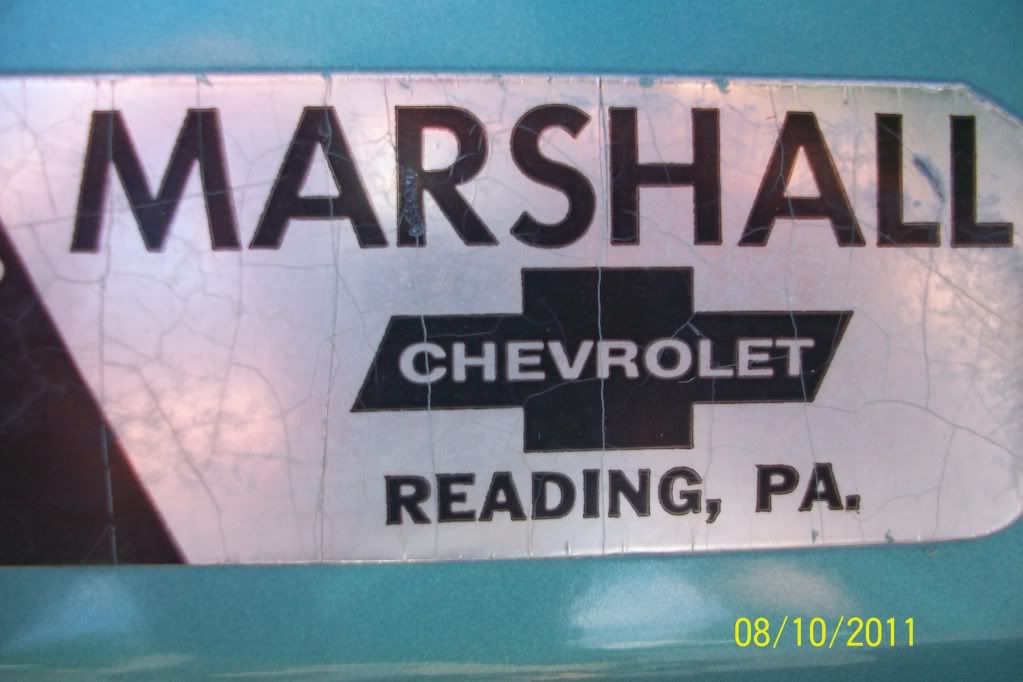 MARSHALL
CHEVROLET
READING, PA.
08/10/2011